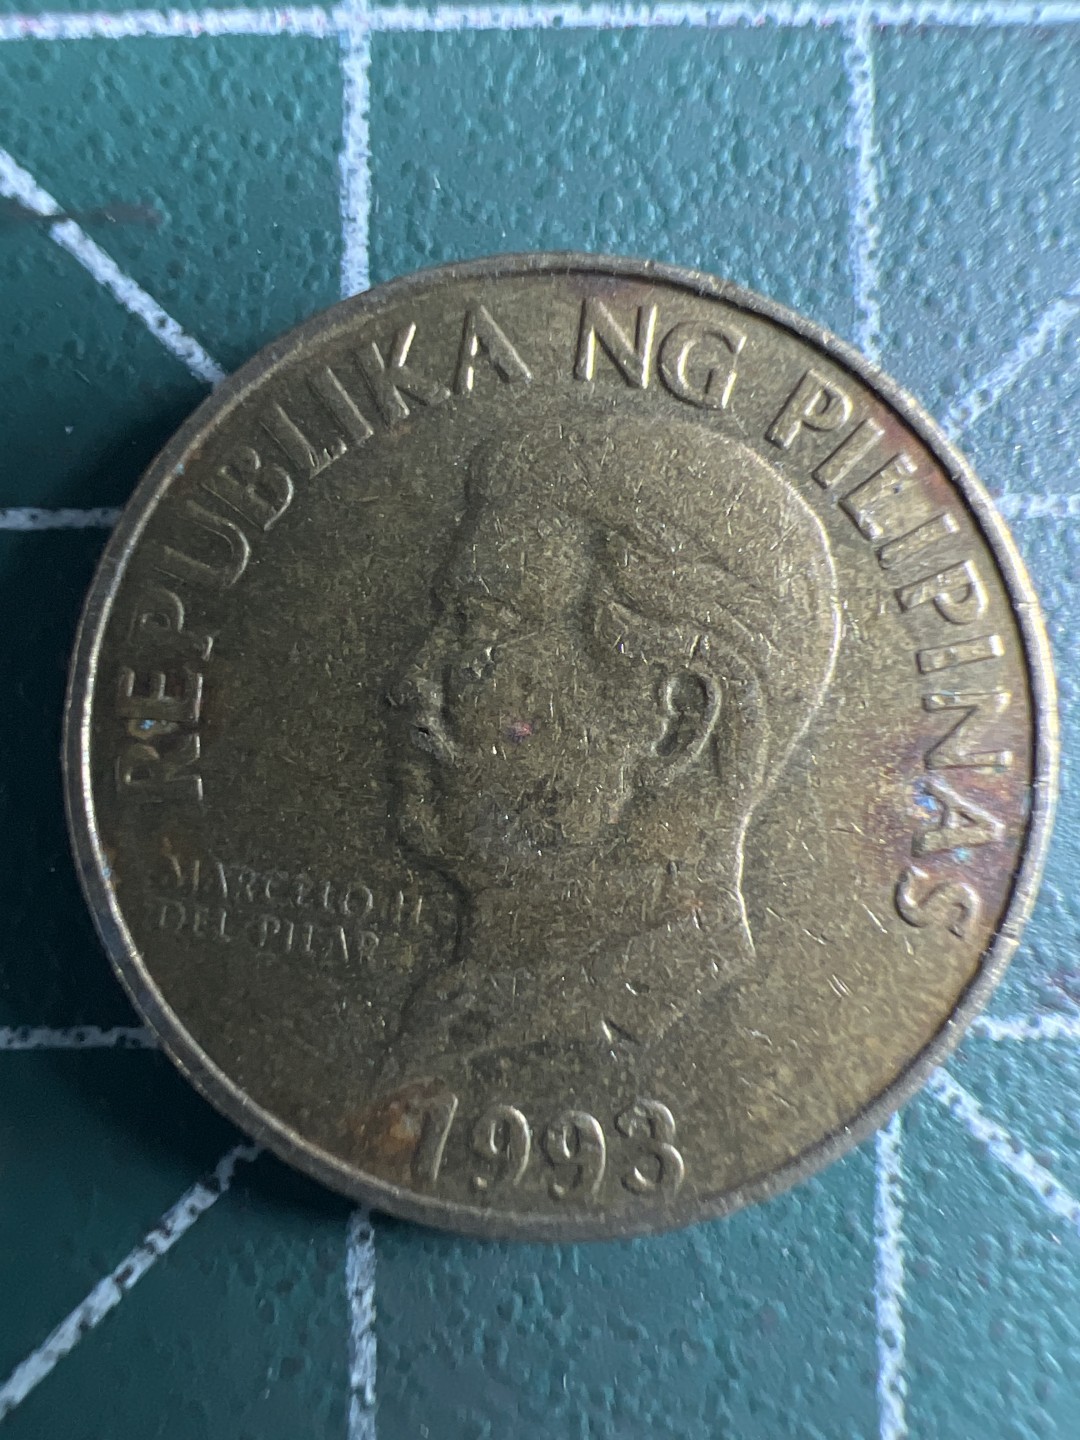 REPUBLIKA NG PILIPINAS
MARCELO H.
DEL PILAR
1993